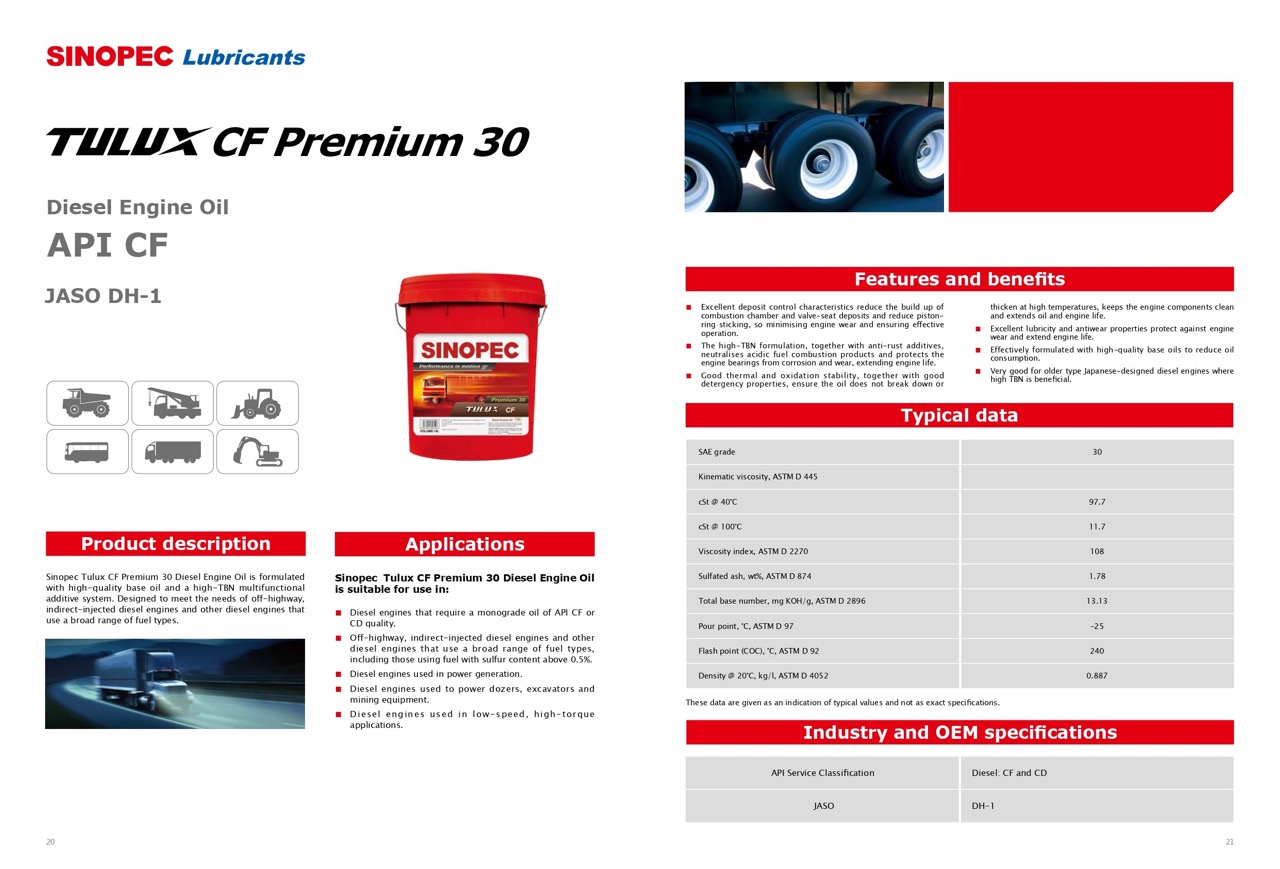 SINOPEC Lubricants
TULUX CF Premium 30
Diesel Engine Oil
API CF
JASO DH-1
SINOPEC
Performance in motion
Premium 30
TULUX CF
Product description
Sinopec Tulux CF Premium 30 Diesel Engine Oil is formulated
with high-quality base oil and a high-TBN multifunctional
additive system. Designed to meet the needs of off-highway,
indirect-injected diesel engines and other diesel engines that
use a broad range of fuel types.
Applications
Sinopec Tulux CF Premium 30 Diesel Engine Oil
is suitable for use in:
■ Diesel engines that require a monograde oil of API CF or
CD quality.
■ Off-highway, indirect-injected diesel engines and other
diesel engines that use a broad range of fuel types,
including those using fuel with sulfur content above 0.5%.
■ Diesel engines used in power generation.
■ Diesel engines used to power dozers, excavators and
mining equipment.
■ Diesel engines used in low-speed, high-torque
applications.
20
Features and benefits
■ Excellent deposit control characteristics reduce the build up of
combustion chamber and valve-seat deposits and reduce piston-
ring sticking, so minimising engine wear and ensuring effective
operation.
■ The high-TBN formulation, together with anti-rust additives,
neutralises acidic fuel combustion products and protects the
engine bearings from corrosion and wear, extending engine life.
■ Good thermal and oxidation stability, together with good
detergency properties, ensure the oil does not break down or
thicken at high temperatures, keeps the engine components clean
and extends oil and engine life.
■ Excellent lubricity and antiwear properties protect against engine
wear and extend engine life.
■ Effectively formulated with high-quality base oils to reduce oil
consumption.
■ Very good for older type Japanese-designed diesel engines where
high TBN is beneficial.
Typical data
SAE grade 30
Kinematic viscosity, ASTM D 445
cSt @ 40°C 97.7
cSt @ 100°C 11.7
Viscosity index, ASTM D 2270 108
Sulfated ash, wt%, ASTM D 874 1.78
Total base number, mg KOH/g, ASTM D 2896 13.13
Pour point, °C, ASTM D 97 -25
Flash point (COC), °C, ASTM D 92 240
Density @ 20°C, kg/l, ASTM D 4052 0.887
These data are given as an indication of typical values and not as exact specifications.
Industry and OEM specifications
API Service Classification Diesel: CF and CD
JASO DH-1
21